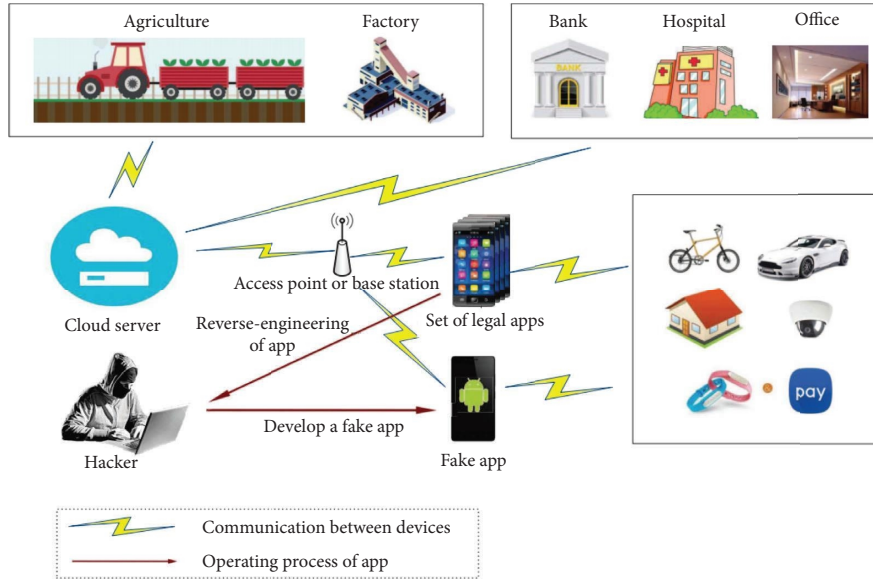 Agriculture
Factory
Bank
Hospital
Office
BANK
Access point or base station
Cloud server
Reverse-engineering
of app
Set of legal apps
pay
Develop a fake app
Hacker
Fake app
Communication between devices
Operating process of app